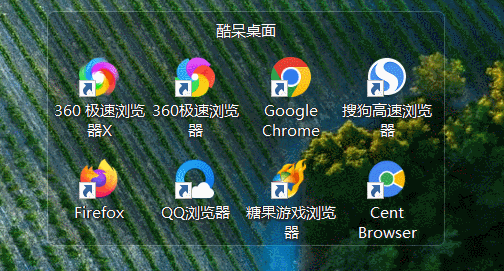 酷呆桌面
360 极速浏览
器X
360极速浏览
器
Google
Chrome
搜狗高速浏览
器
Firefox
QQ浏览器
糖果游戏浏览
器
Cent
Browser